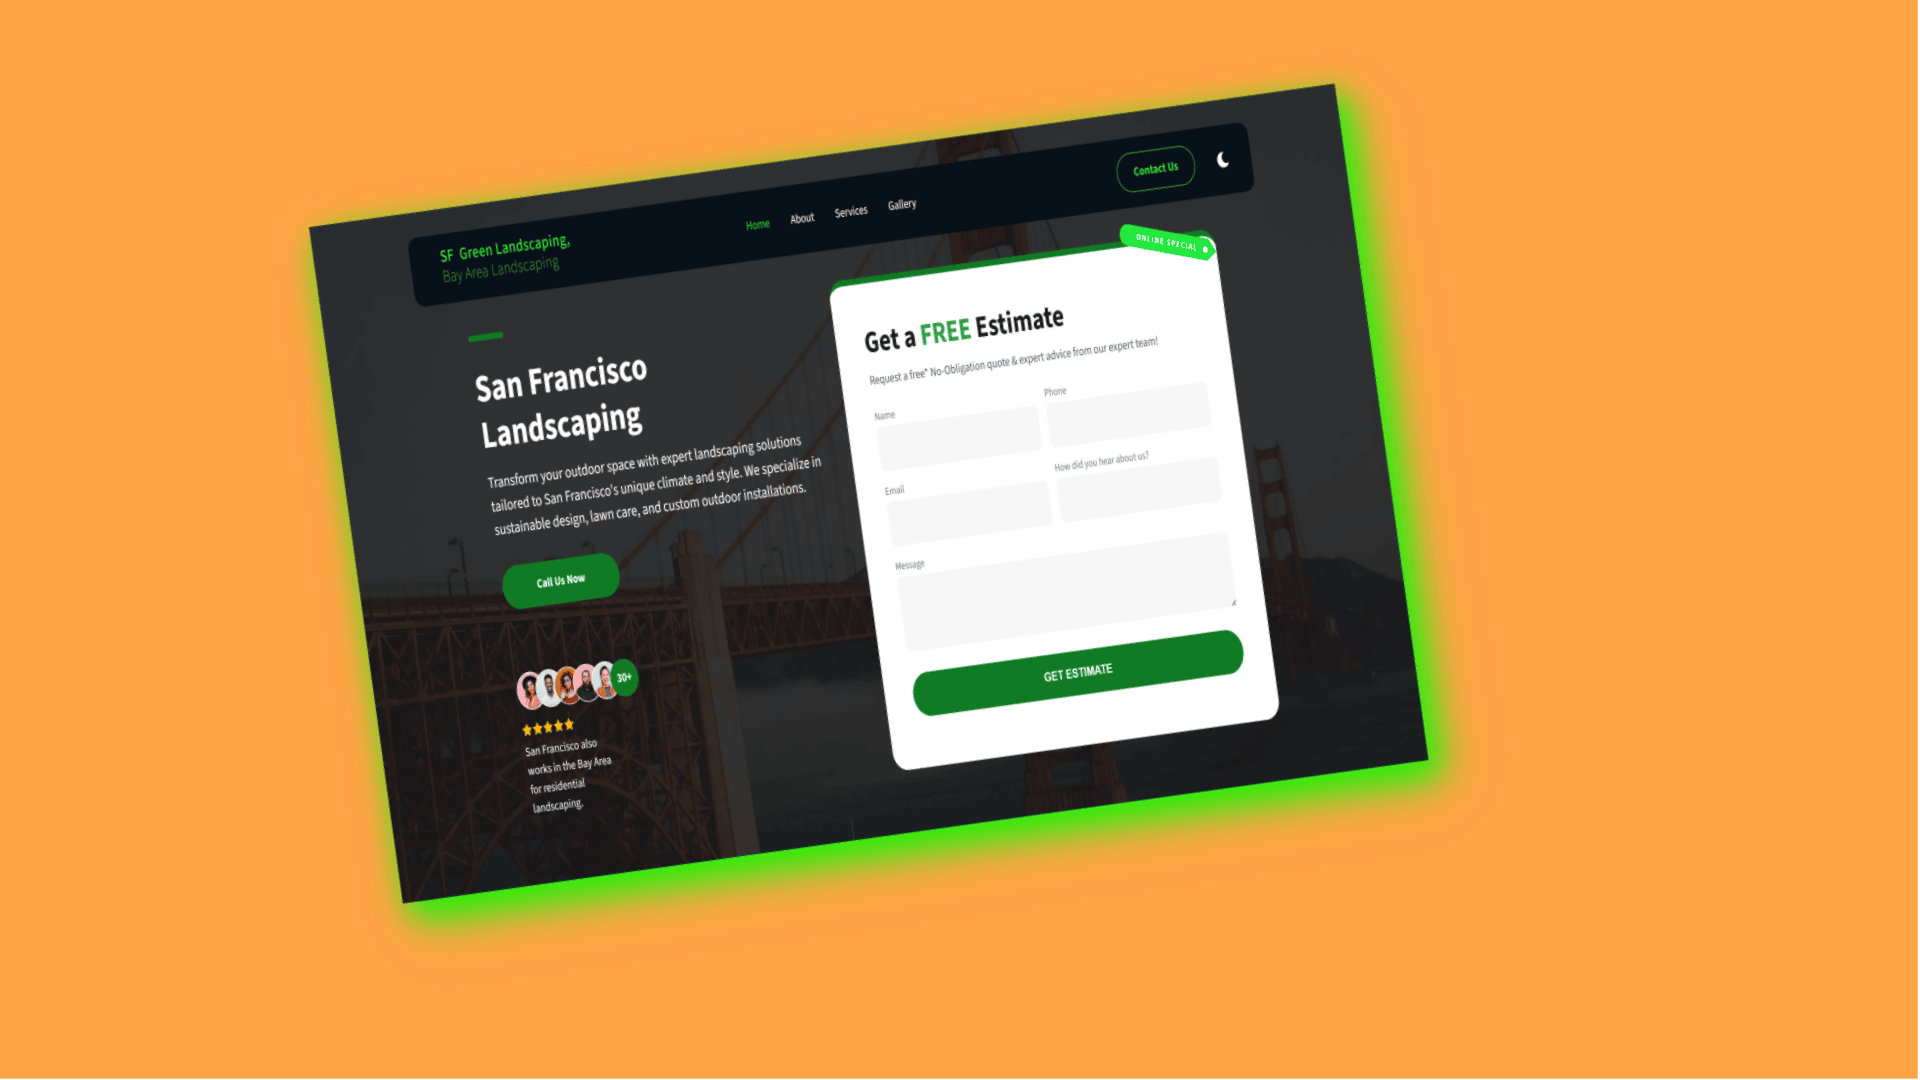 SF Green Landscaping,
Bay Area Landscaping
Home
About
Services
Gallery
Contact Us
San Francisco
Landscaping
Transform your outdoor space with expert landscaping solutions
tailored to San Francisco's unique climate and style. We specialize in
sustainable design, lawn care, and custom outdoor installations.
Call Us Now
30+
San Francisco also
works in the Bay Area
for residential
landscaping.
ONLINE SPECIAL
Get a FREE Estimate
Request a free* No-Obligation quote & expert advice from our expert team!
Name
Phone
Email
How did you hear about us?
Message
GET ESTIMATE